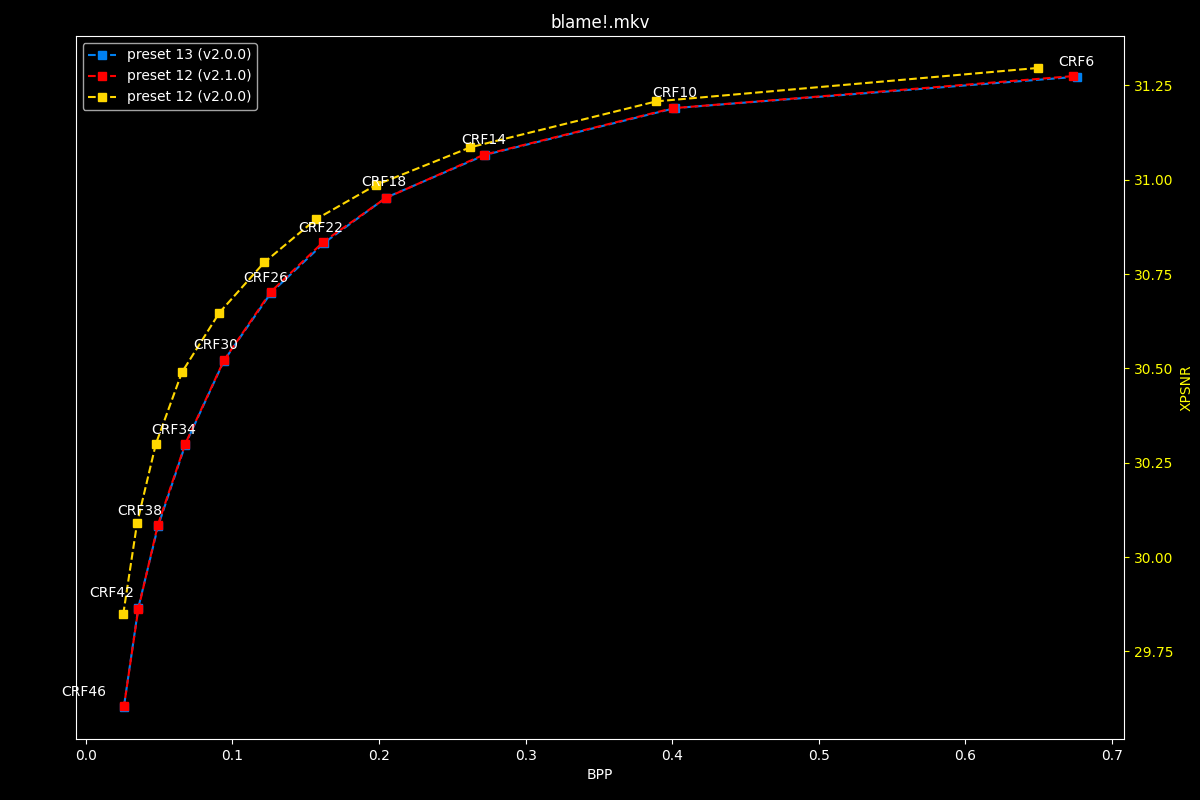 blame!.mkv
preset 13 (v2.0.0)
preset 12 (v2.1.0)
preset 12 (v2.0.0)
CRF6
CRF10
CRF14
CRF18
CRF22
CRF26
CRF30
CRF34
CRF38
CRF42
CRF46
31.25
31.00
30.75
30.50
30.25
30.00
29.75
XPSNR
0.0 0.1 0.2 0.3 0.4 0.5 0.6 0.7
BPP